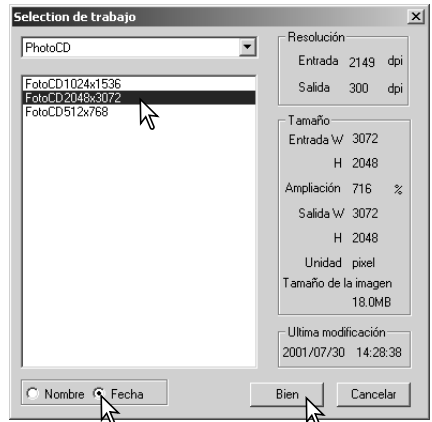 Selection de trabajo
PhotoCD
FotoCD1024x1536
FotoCD2048x3072
FotoCD512x768
Nombre Fecha
Resolución
Entrada 2149 dpi
Salida 300 dpi
Tamaño
Entrada W 3072
H 2048
Ampliación 716 %
Salida W 3072
H 2048
Unidad pixel
Tamaño de la imagen
18.0MB
Ultima modificación
2001/07/30 14:28:38
Bien Cancelar